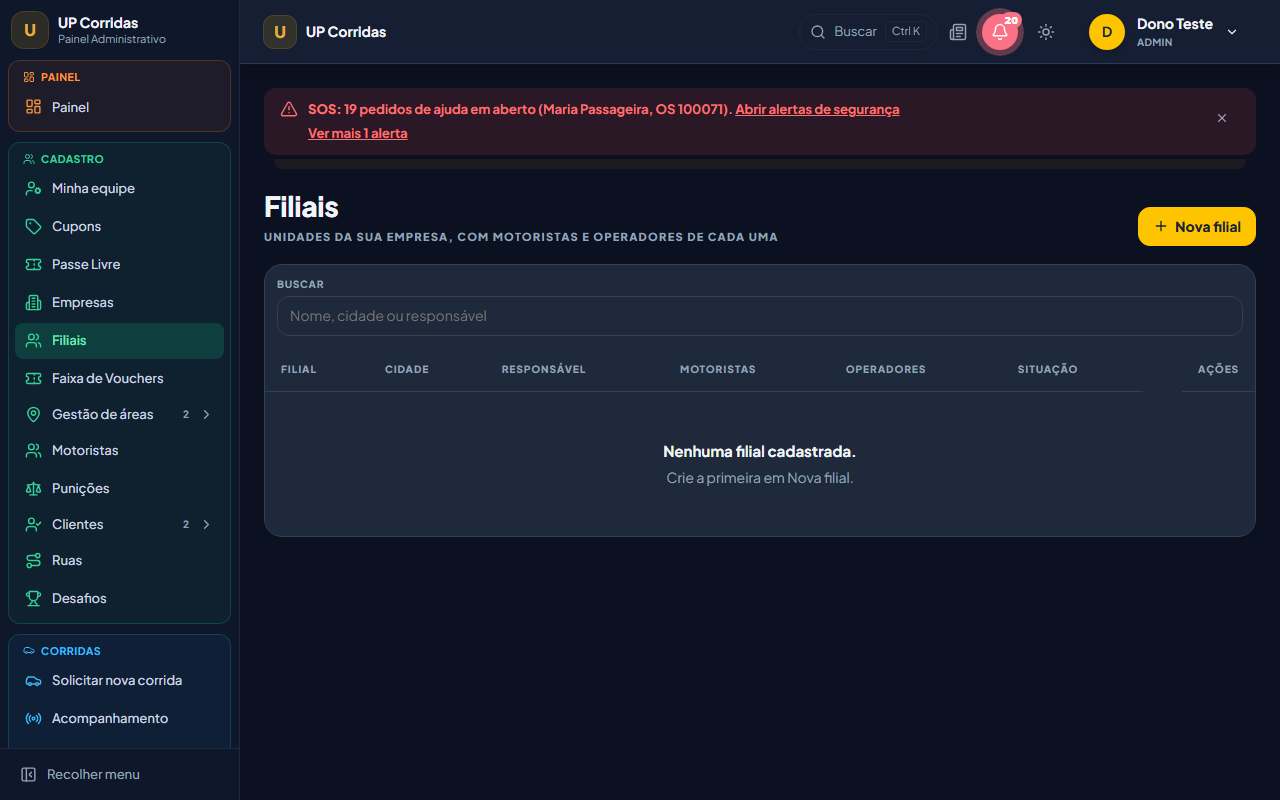 U
UP Corridas
Painel Administrativo
PAINEL
Painel
CADASTRO
Minha equipe
Cupons
Passe Livre
Empresas
Filiais
Faixa de Vouchers
Gestão de áreas 2
Motoristas
Punições
Clientes 2
Ruas
Desafios
CORRIDAS
Solicitar nova corrida
Acompanhamento
Recolher menu
U UP Corridas
Buscar Ctrl K
20
D
Dono Teste
ADMIN
SOS: 19 pedidos de ajuda em aberto (Maria Passageira, OS 100071). Abrir alertas de segurança
Ver mais 1 alerta
Filiais
UNIDADES DA SUA EMPRESA, COM MOTORISTAS E OPERADORES DE CADA UMA
+ Nova filial
BUSCAR
Nome, cidade ou responsável
FILIAL CIDADE RESPONSÁVEL MOTORISTAS OPERADORES SITUAÇÃO AÇÕES
Nenhuma filial cadastrada.
Crie a primeira em Nova filial.